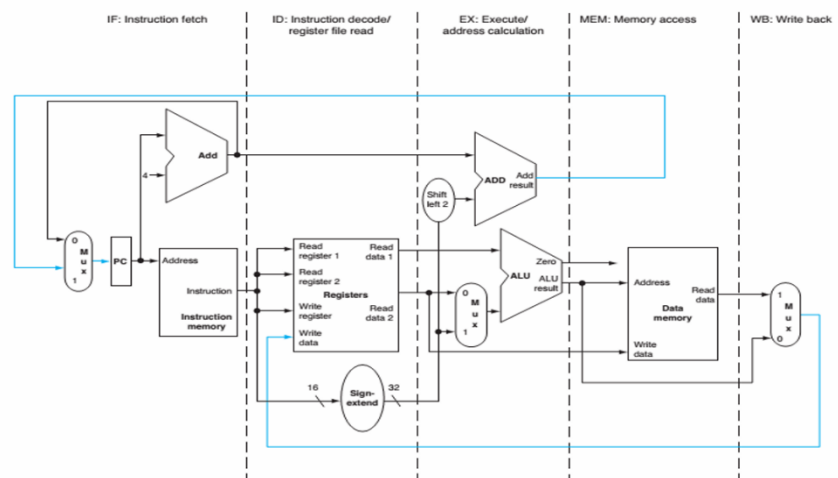 IF: Instruction fetch
ID: Instruction decode/
register file read
EX: Execute/
address calculation
MEM: Memory access
WB: Write back
Add
4
ADD
Add
result
Shift
left 2
0
M
u
x
1
PC
Address
Instruction
Instruction
memory
Read
register 1
Read
data 1
Read
register 2
Registers
Write
register
Read
data 2
Write
data
0
M
u
x
1
Zero
ALU
ALU
result
Address
Read
data
Data
memory
Write
data
1
M
u
x
0
16
Sign-
extend
32